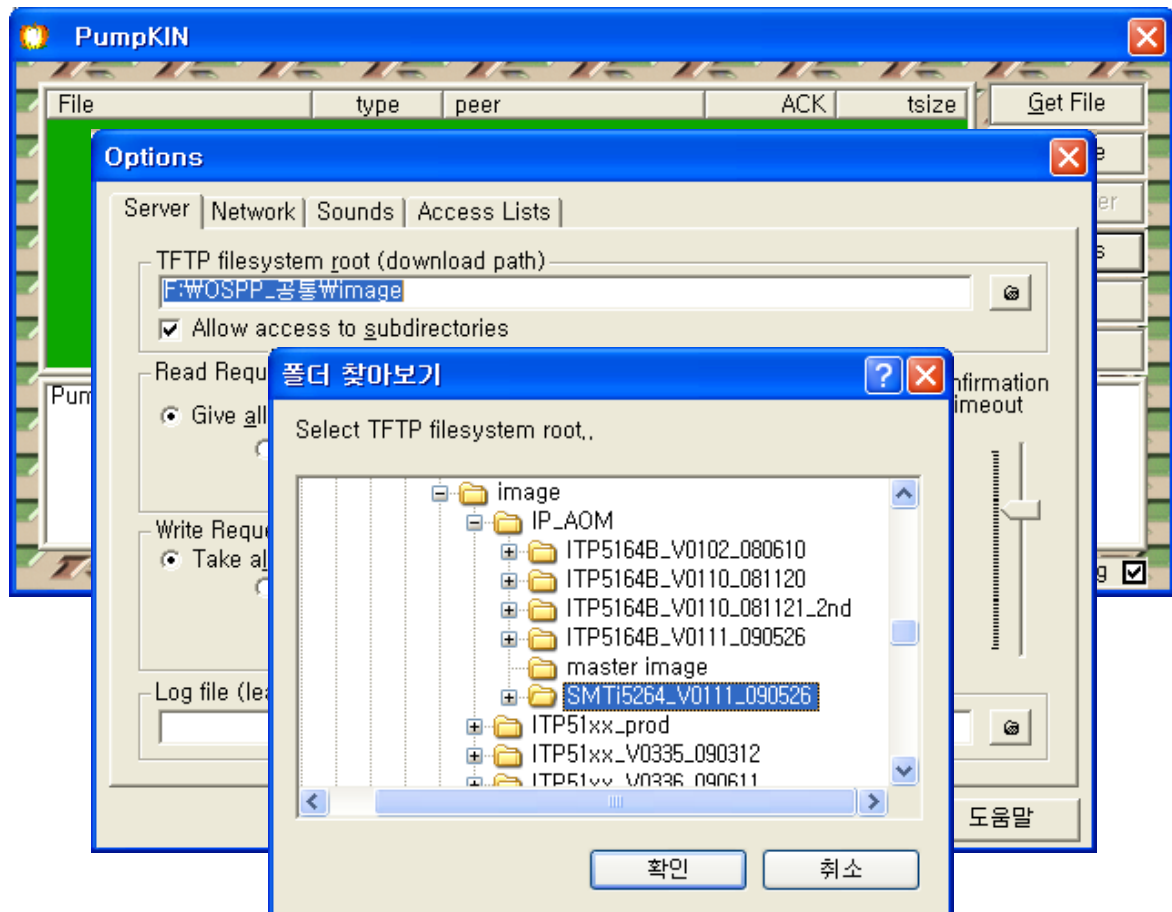 PumpKIN
File type peer ACK tsize
Get File
Options
Server Network Sounds Access Lists
TFTP filesystem root (download path)
F:₩OSPP_공통₩image
Allow access to subdirectories
Read Requ
Give all
nfirmation
imeout
Pum
폴더 찾아보기
Select TFTP filesystem root,,
image
IP_AOM
ITP5164B_V0102_080610
ITP5164B_V0110_081120
ITP5164B_V0110_081121_2nd
ITP5164B_V0111_090526
master image
SMTi5264_V0111_090526
ITP51xx_prod
ITP51xx_V0335_090312
ITP51xx_V0336_090611
Write Reque
Take al
Log file (lea
er
s
g
도움말
확인 취소